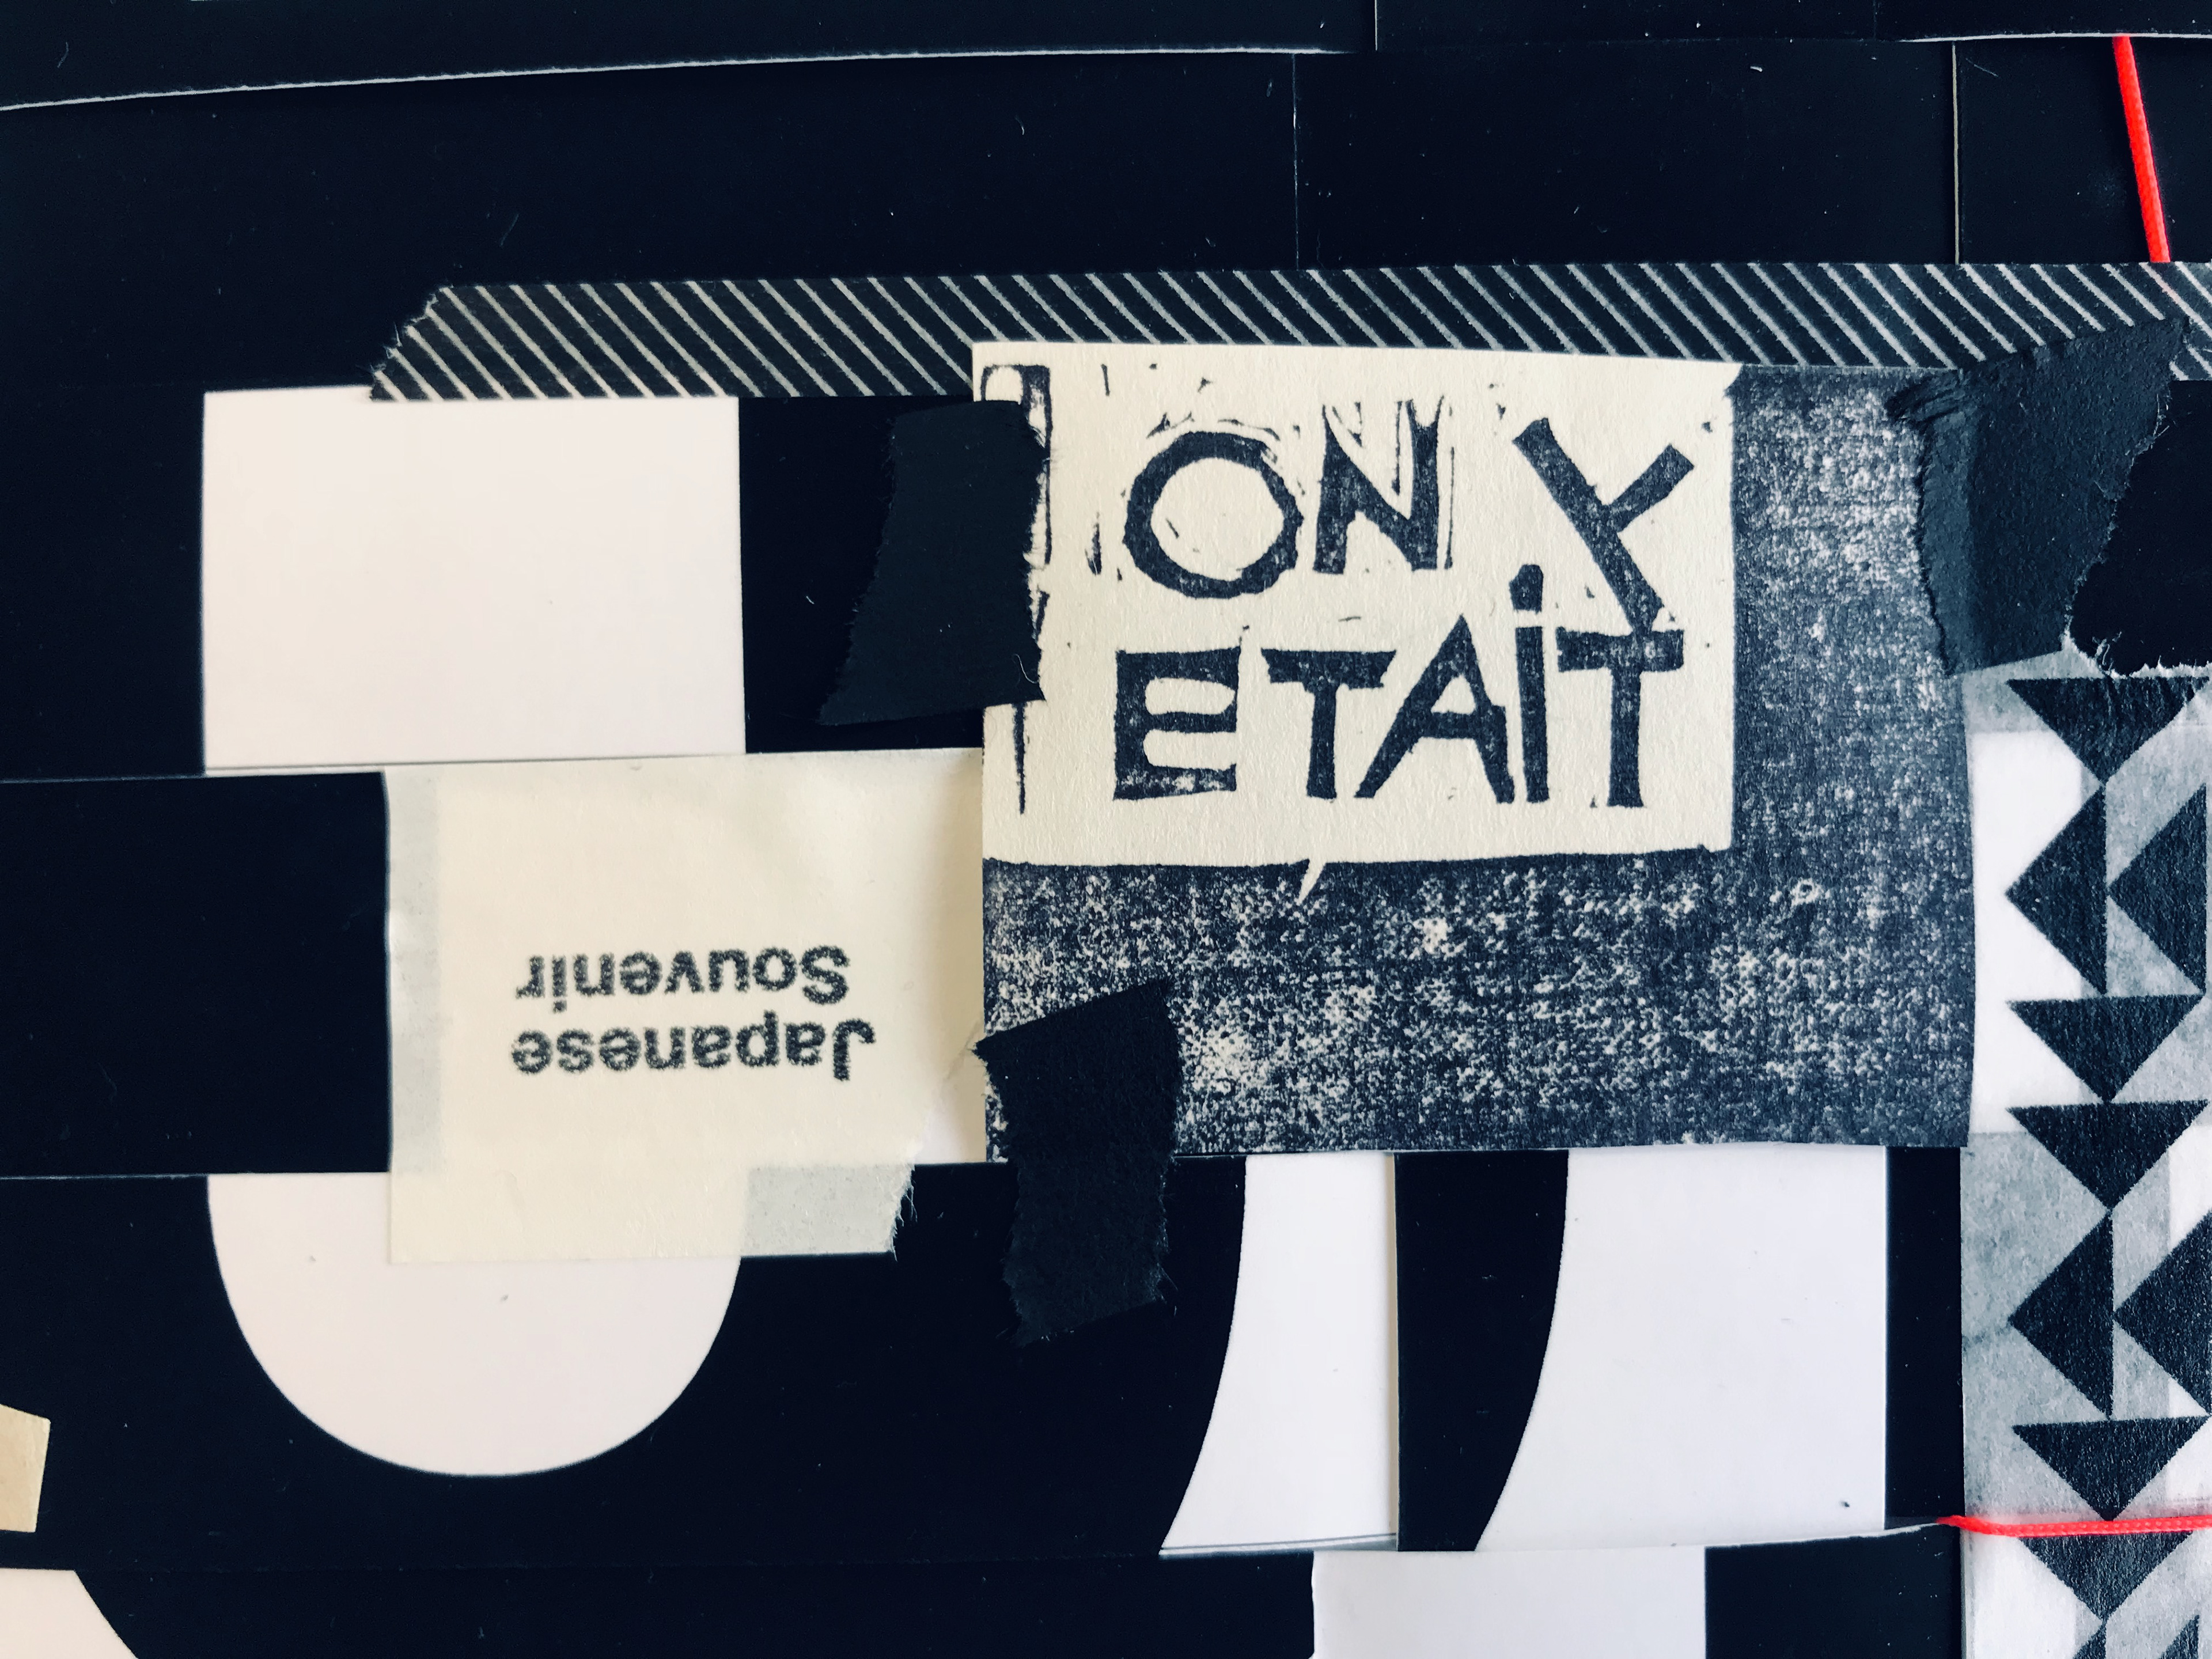 ON Y
ETAiT
Japanese
Souvenir